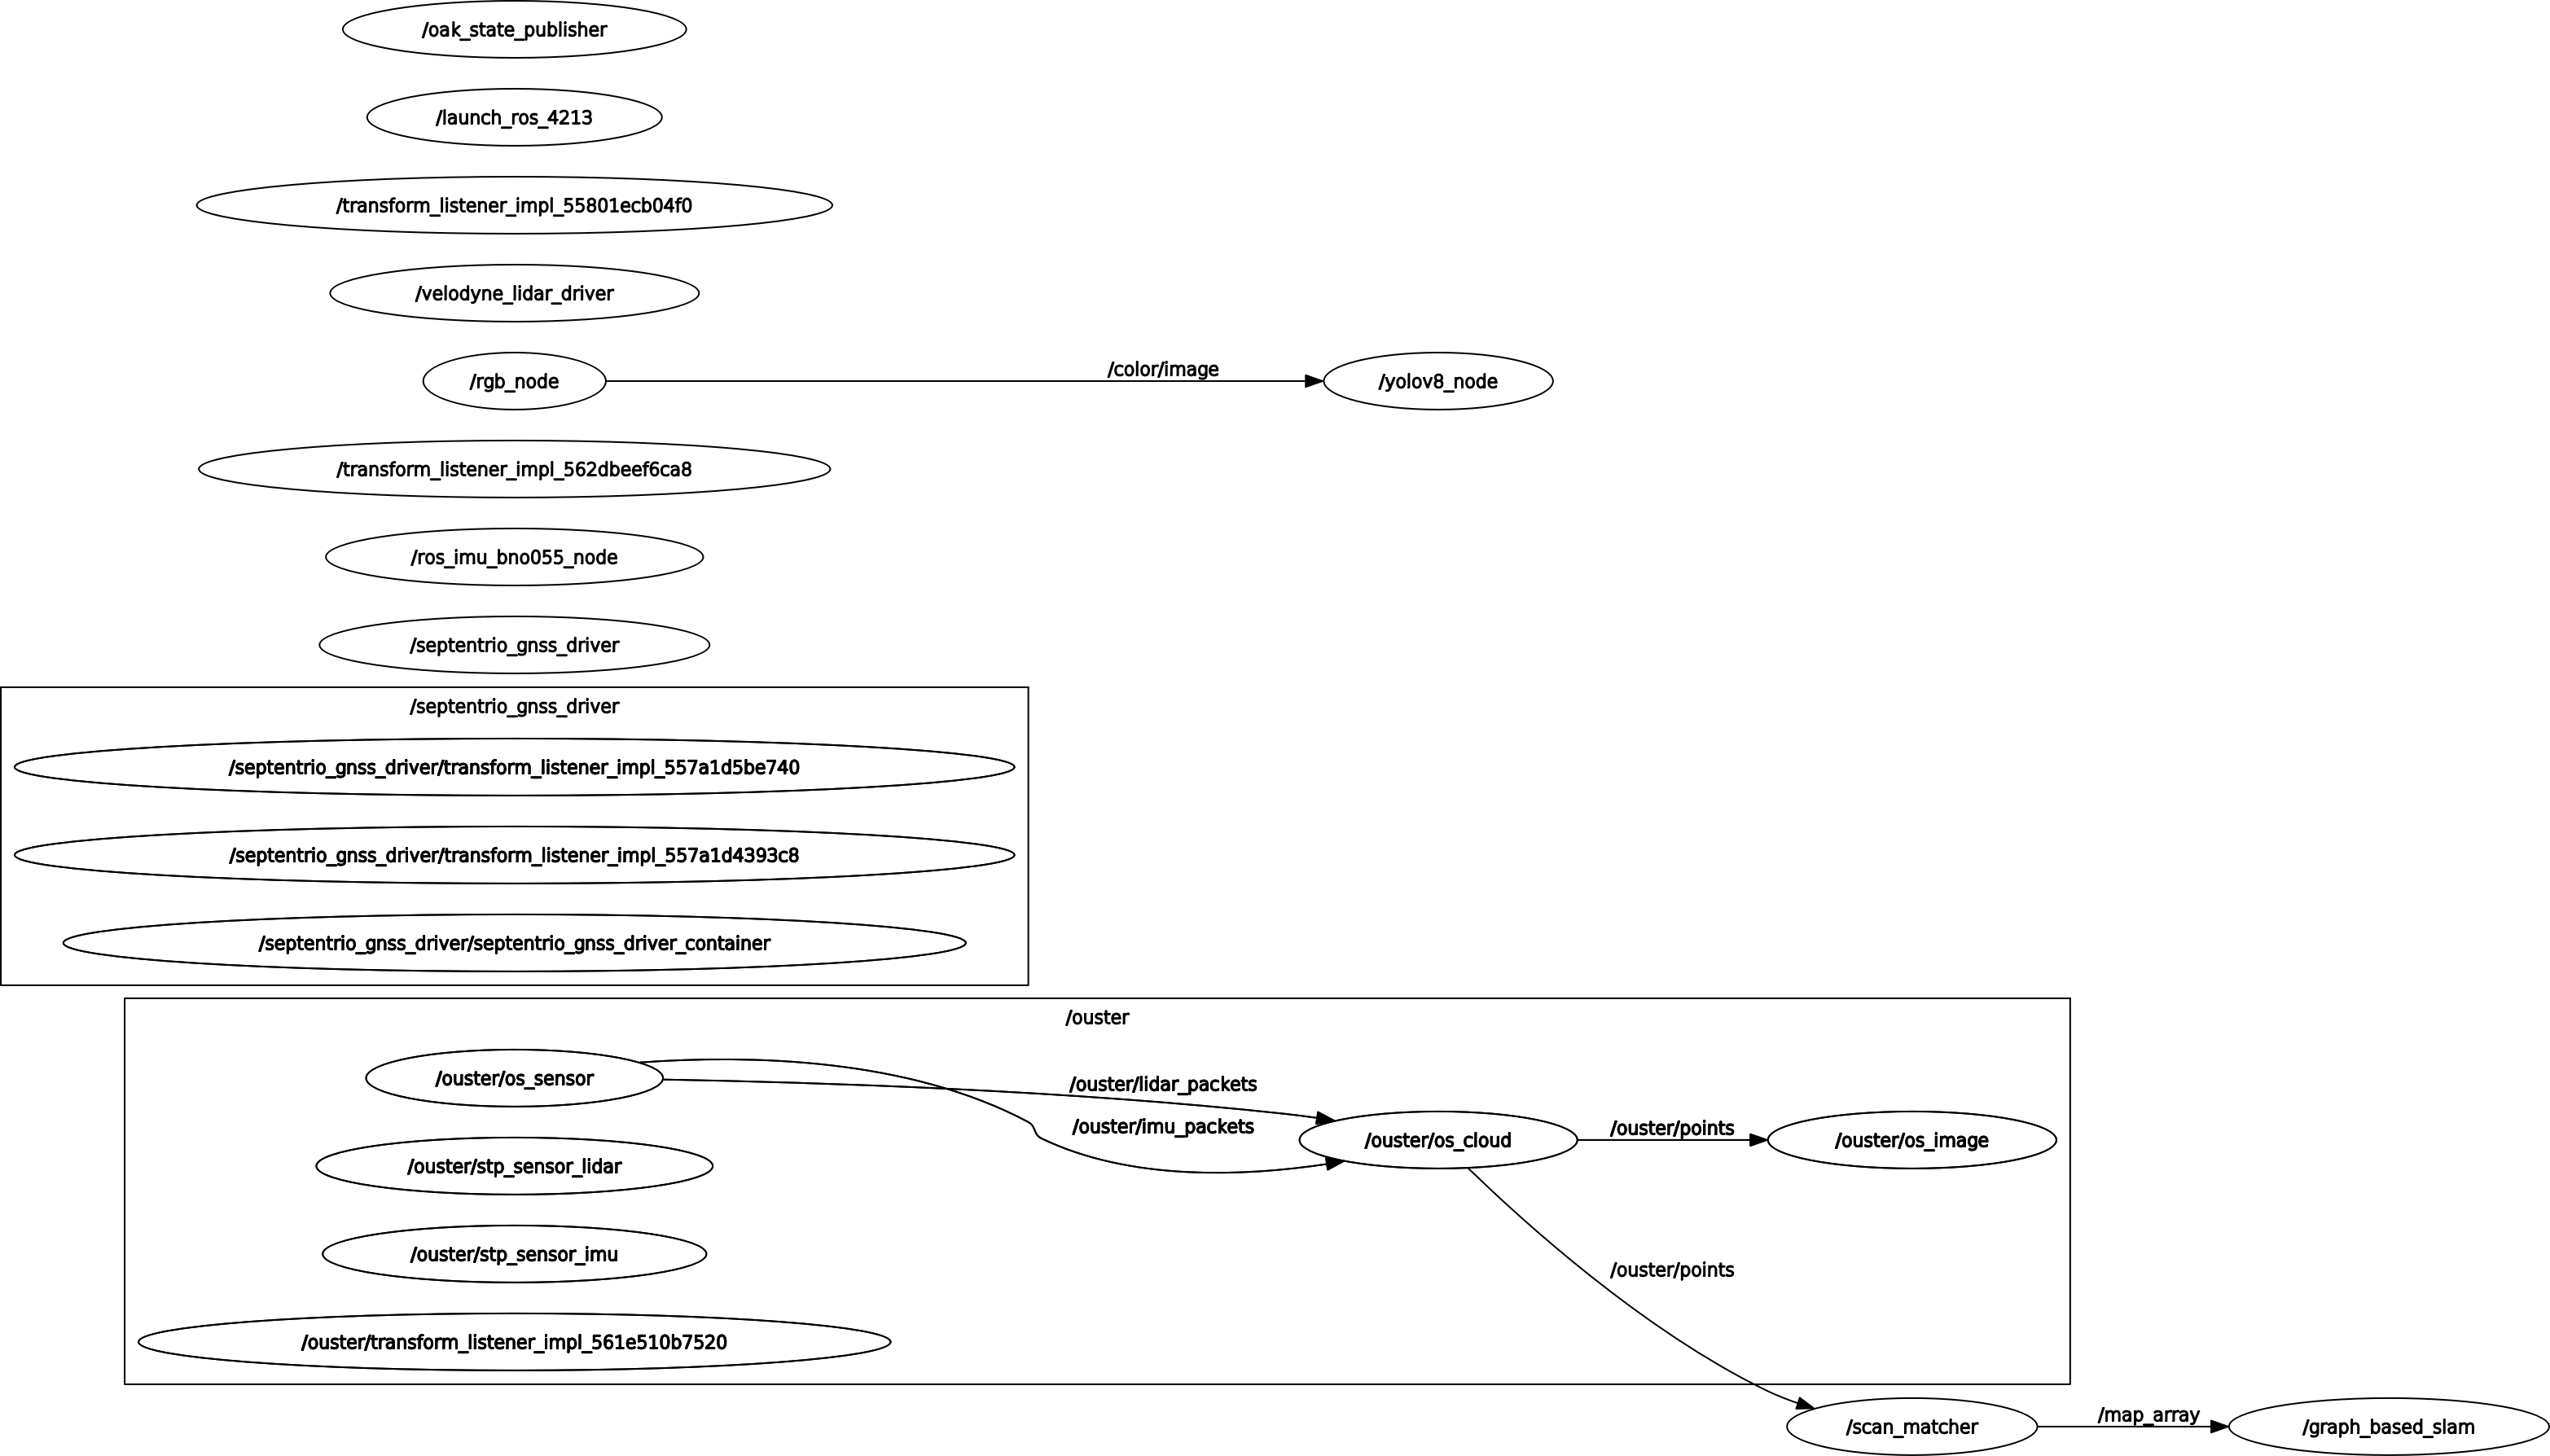 /oak_state_publisher
/launch_ros_4213
/transform_listener_impl_55801ecb04f0
/velodyne_lidar_driver
/rgb_node
/color/image
/yolov8_node
/transform_listener_impl_562dbeef6ca8
/ros_imu_bno055_node
/septentrio_gnss_driver
/septentrio_gnss_driver
/septentrio_gnss_driver/transform_listener_impl_557a1d5be740
/septentrio_gnss_driver/transform_listener_impl_557a1d4393c8
/septentrio_gnss_driver/septentrio_gnss_driver_container
/ouster
/ouster/os_sensor
/ouster/lidar_packets
/ouster/imu_packets
/ouster/os_cloud
/ouster/points
/ouster/os_image
/ouster/stp_sensor_lidar
/ouster/stp_sensor_imu
/ouster/points
/ouster/transform_listener_impl_561e510b7520
/scan_matcher
/map_array
/graph_based_slam